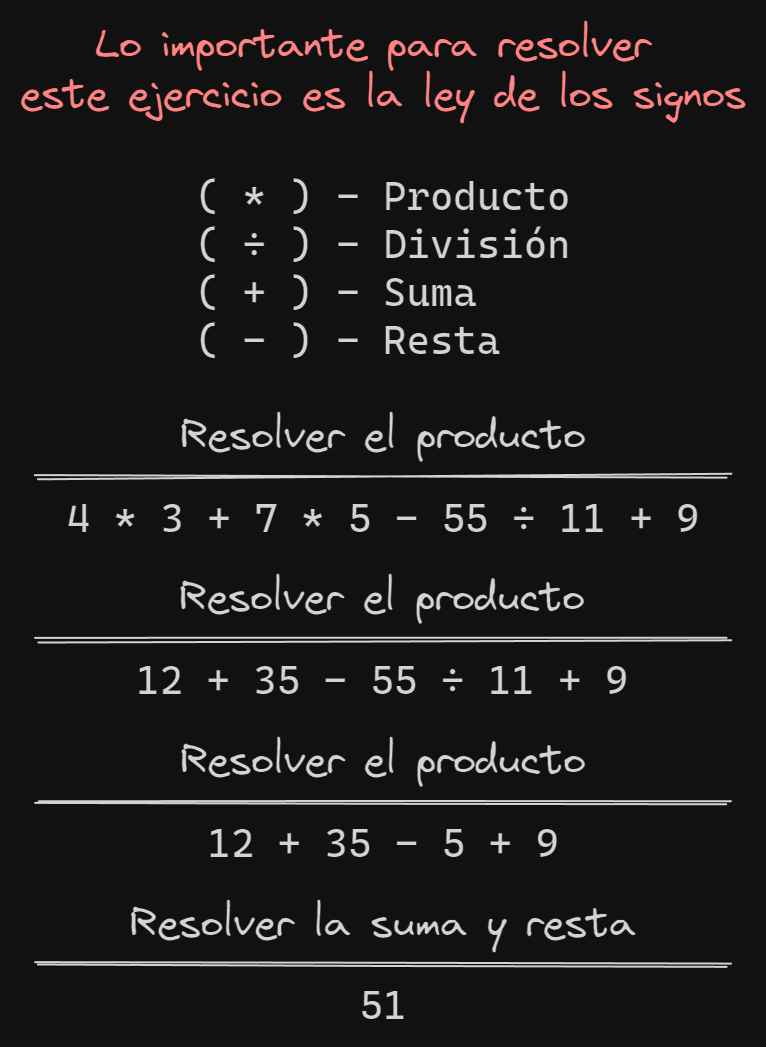 Lo importante para resolver
este ejercicio es la ley de los signos
( * ) - Producto
( ÷ ) - División
( + ) - Suma
( - ) - Resta
Resolver el producto
4 * 3 + 7 * 5 - 55 ÷ 11 + 9
Resolver el producto
12 + 35 - 55 ÷ 11 + 9
Resolver el producto
12 + 35 - 5 + 9
Resolver la suma y resta
51